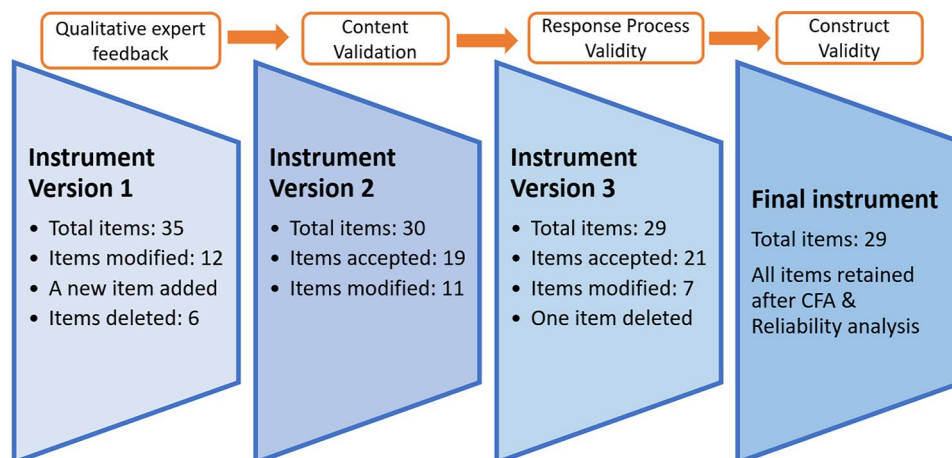 Qualitative expert
feedback
Content
Validation
Response Process
Validity
Construct
Validity
Instrument
Version 1
• Total items: 35
• Items modified: 12
• A new item added
• Items deleted: 6
Instrument
Version 2
• Total items: 30
• Items accepted: 19
• Items modified: 11
Instrument
Version 3
• Total items: 29
• Items accepted: 21
• Items modified: 7
• One item deleted
Final instrument
Total items: 29
All items retained
after CFA &
Reliability analysis